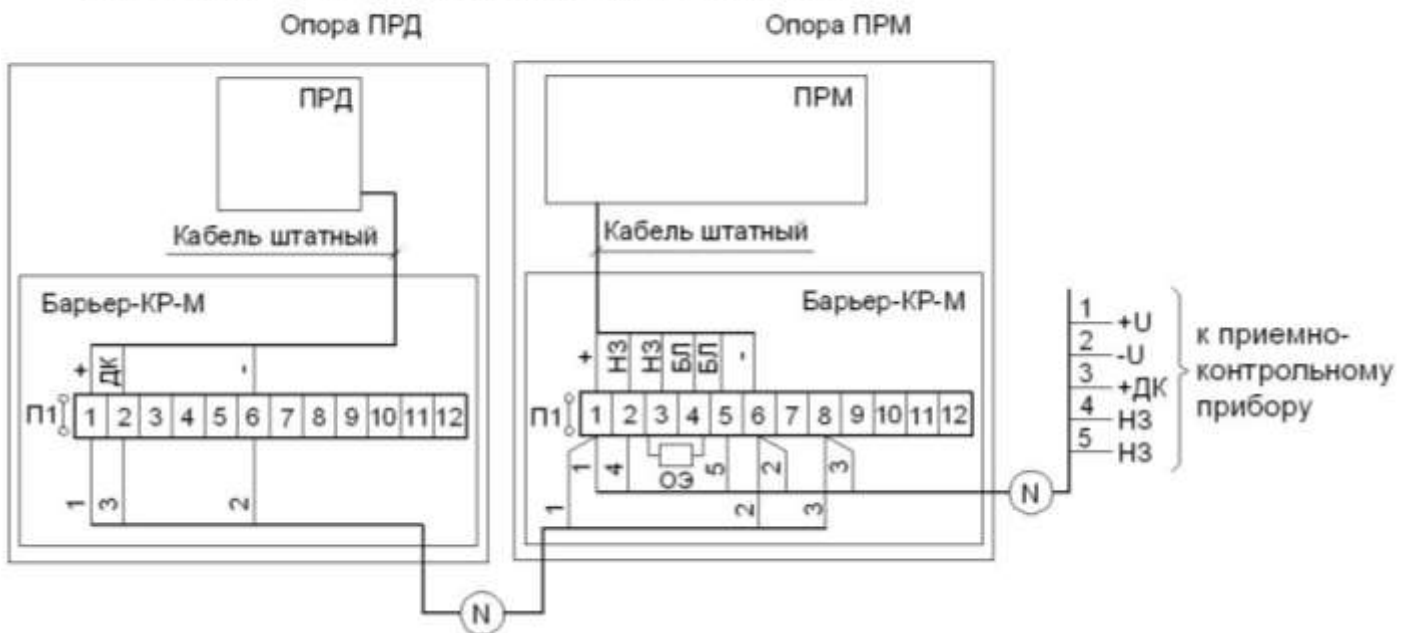 Опора ПРД
Опора ПРМ
ПРД
ПРМ
Кабель штатный
Кабель штатный
Барьер-КР-М
Барьер-КР-М
+ ДК -
+ НЗ НЗ БЛ БЛ -
П1 1 2 3 4 5 6 7 8 9 10 11 12
П1 1 2 3 4 5 6 7 8 9 10 11 12
1 3 2
1 4 ОЭ 5 2 3
1 2 3
N
N
1 +U
2 -U
3 +ДК
4 НЗ
5 НЗ
к приемно-
контрольному
прибору